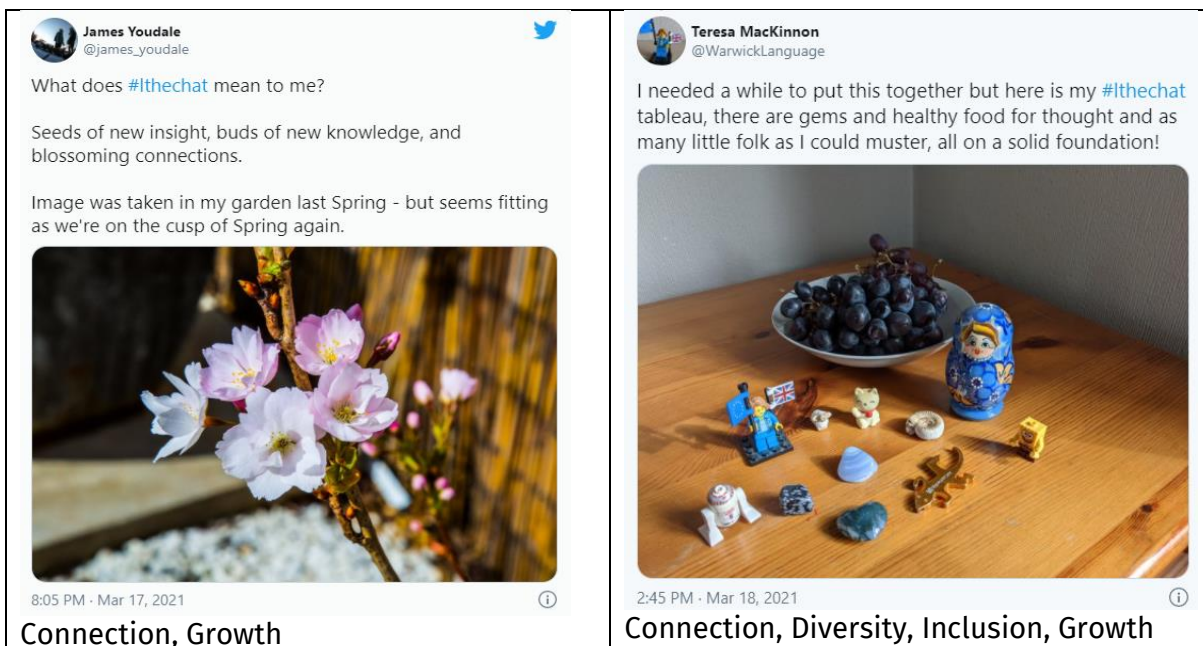 James Youdale
@james_youdale
What does #lthechat mean to me?
Seeds of new insight, buds of new knowledge, and
blossoming connections.
Image was taken in my garden last Spring - but seems fitting
as we're on the cusp of Spring again.
8:05 PM · Mar 17, 2021
Connection, Growth
Teresa MacKinnon
@WarwickLanguage
I needed a while to put this together but here is my #lthechat
tableau, there are gems and healthy food for thought and as
many little folk as I could muster, all on a solid foundation!
2:45 PM · Mar 18, 2021
Connection, Diversity, Inclusion, Growth